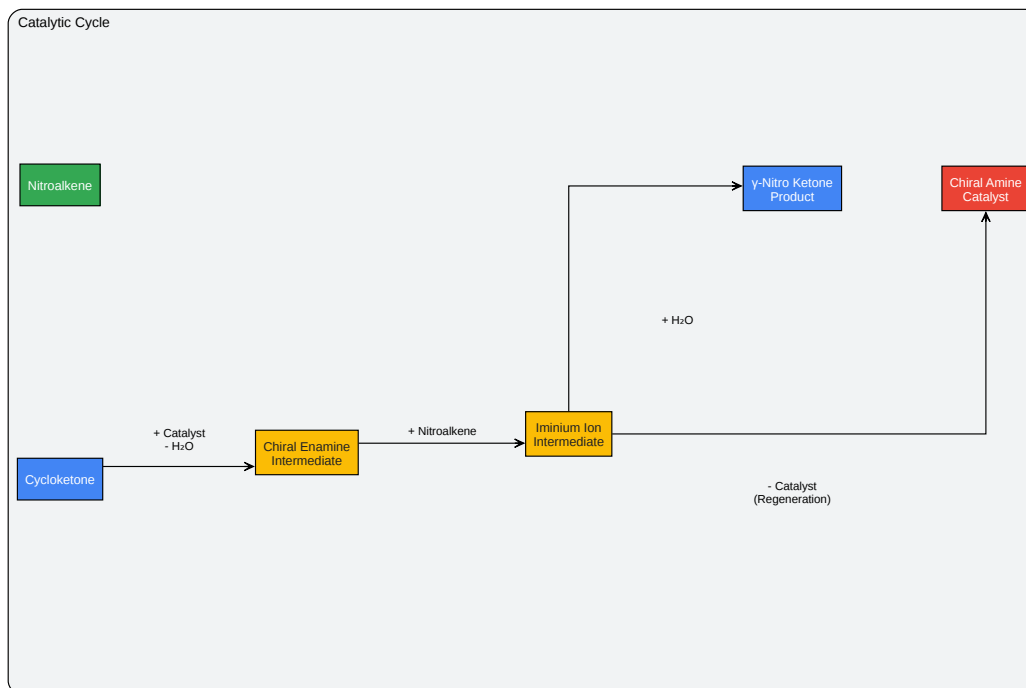 Catalytic Cycle
Nitroalkene
γ-Nitro Ketone
Product
Chiral Amine
Catalyst
+ H₂O
+ Catalyst
- H₂O
Chiral Enamine
Intermediate
+ Nitroalkene
Iminium Ion
Intermediate
Cycloketone
- Catalyst
(Regeneration)